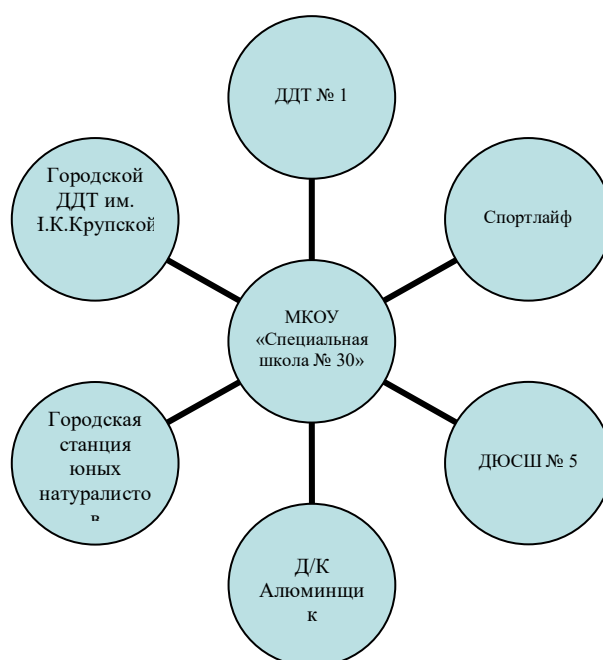 ДДТ № 1
Городской
ДДТ им.
Н.К.Крупской
Спортлайф
МКОУ
«Специальная
школа № 30»
Городская
станция
юных
натуралисто
в
ДЮСШ № 5
Д/К
Алюминщи
к